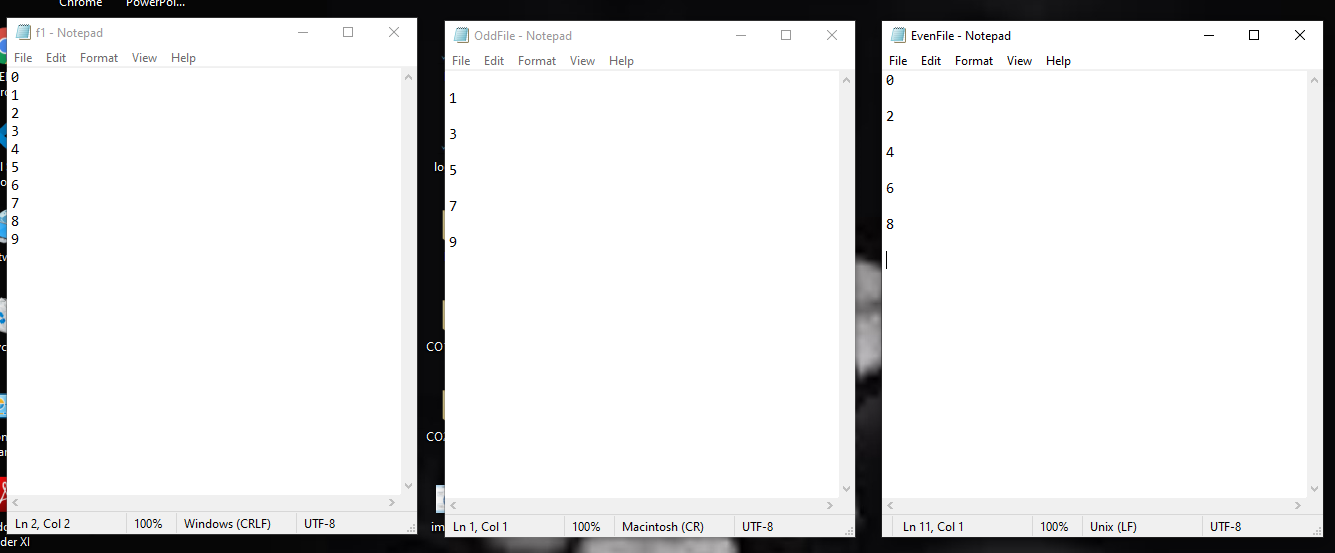 Chrome
PowerPoi...
f1 - Notepad
File Edit Format View Help
0
1
2
3
4
5
6
7
8
9
Ln 2, Col 2 100% Windows (CRLF) UTF-8
OddFile - Notepad
File Edit Format View Help
1
3
5
7
9
Ln 1, Col 1 100% Macintosh (CR) UTF-8
EvenFile - Notepad
File Edit Format View Help
0
2
4
6
8
Ln 11, Col 1 100% Unix (LF) UTF-8
lo
CO
CO
im
der XI